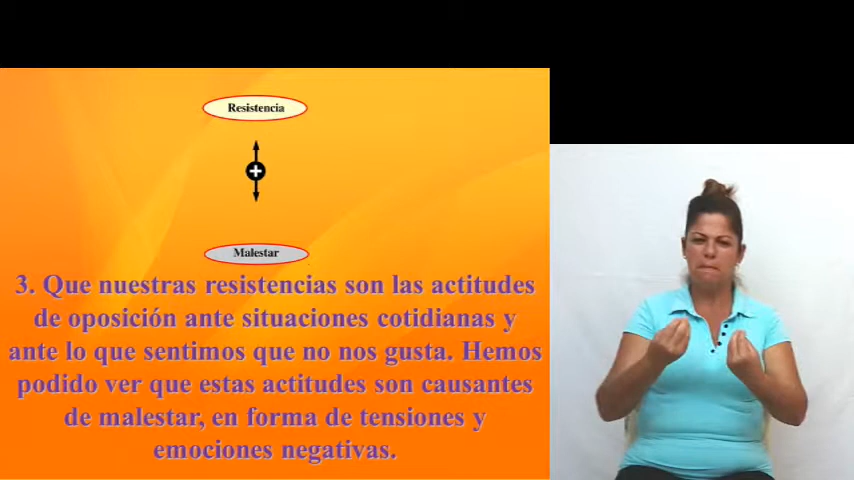 Resistencia
Malestar
3. Que nuestras resistencias son las actitudes
de oposición ante situaciones cotidianas y
ante lo que sentimos que no nos gusta. Hemos
podido ver que estas actitudes son causantes
de malestar, en forma de tensiones y
emociones negativas.